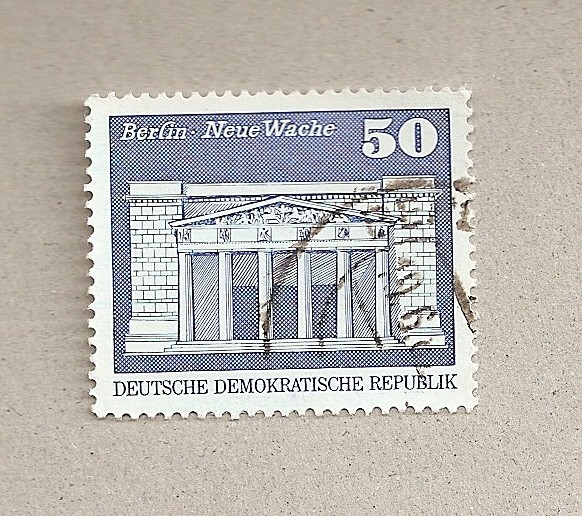 Berlin · Neue Wache 50
DEUTSCHE DEMOKRATISCHE REPUBLIK